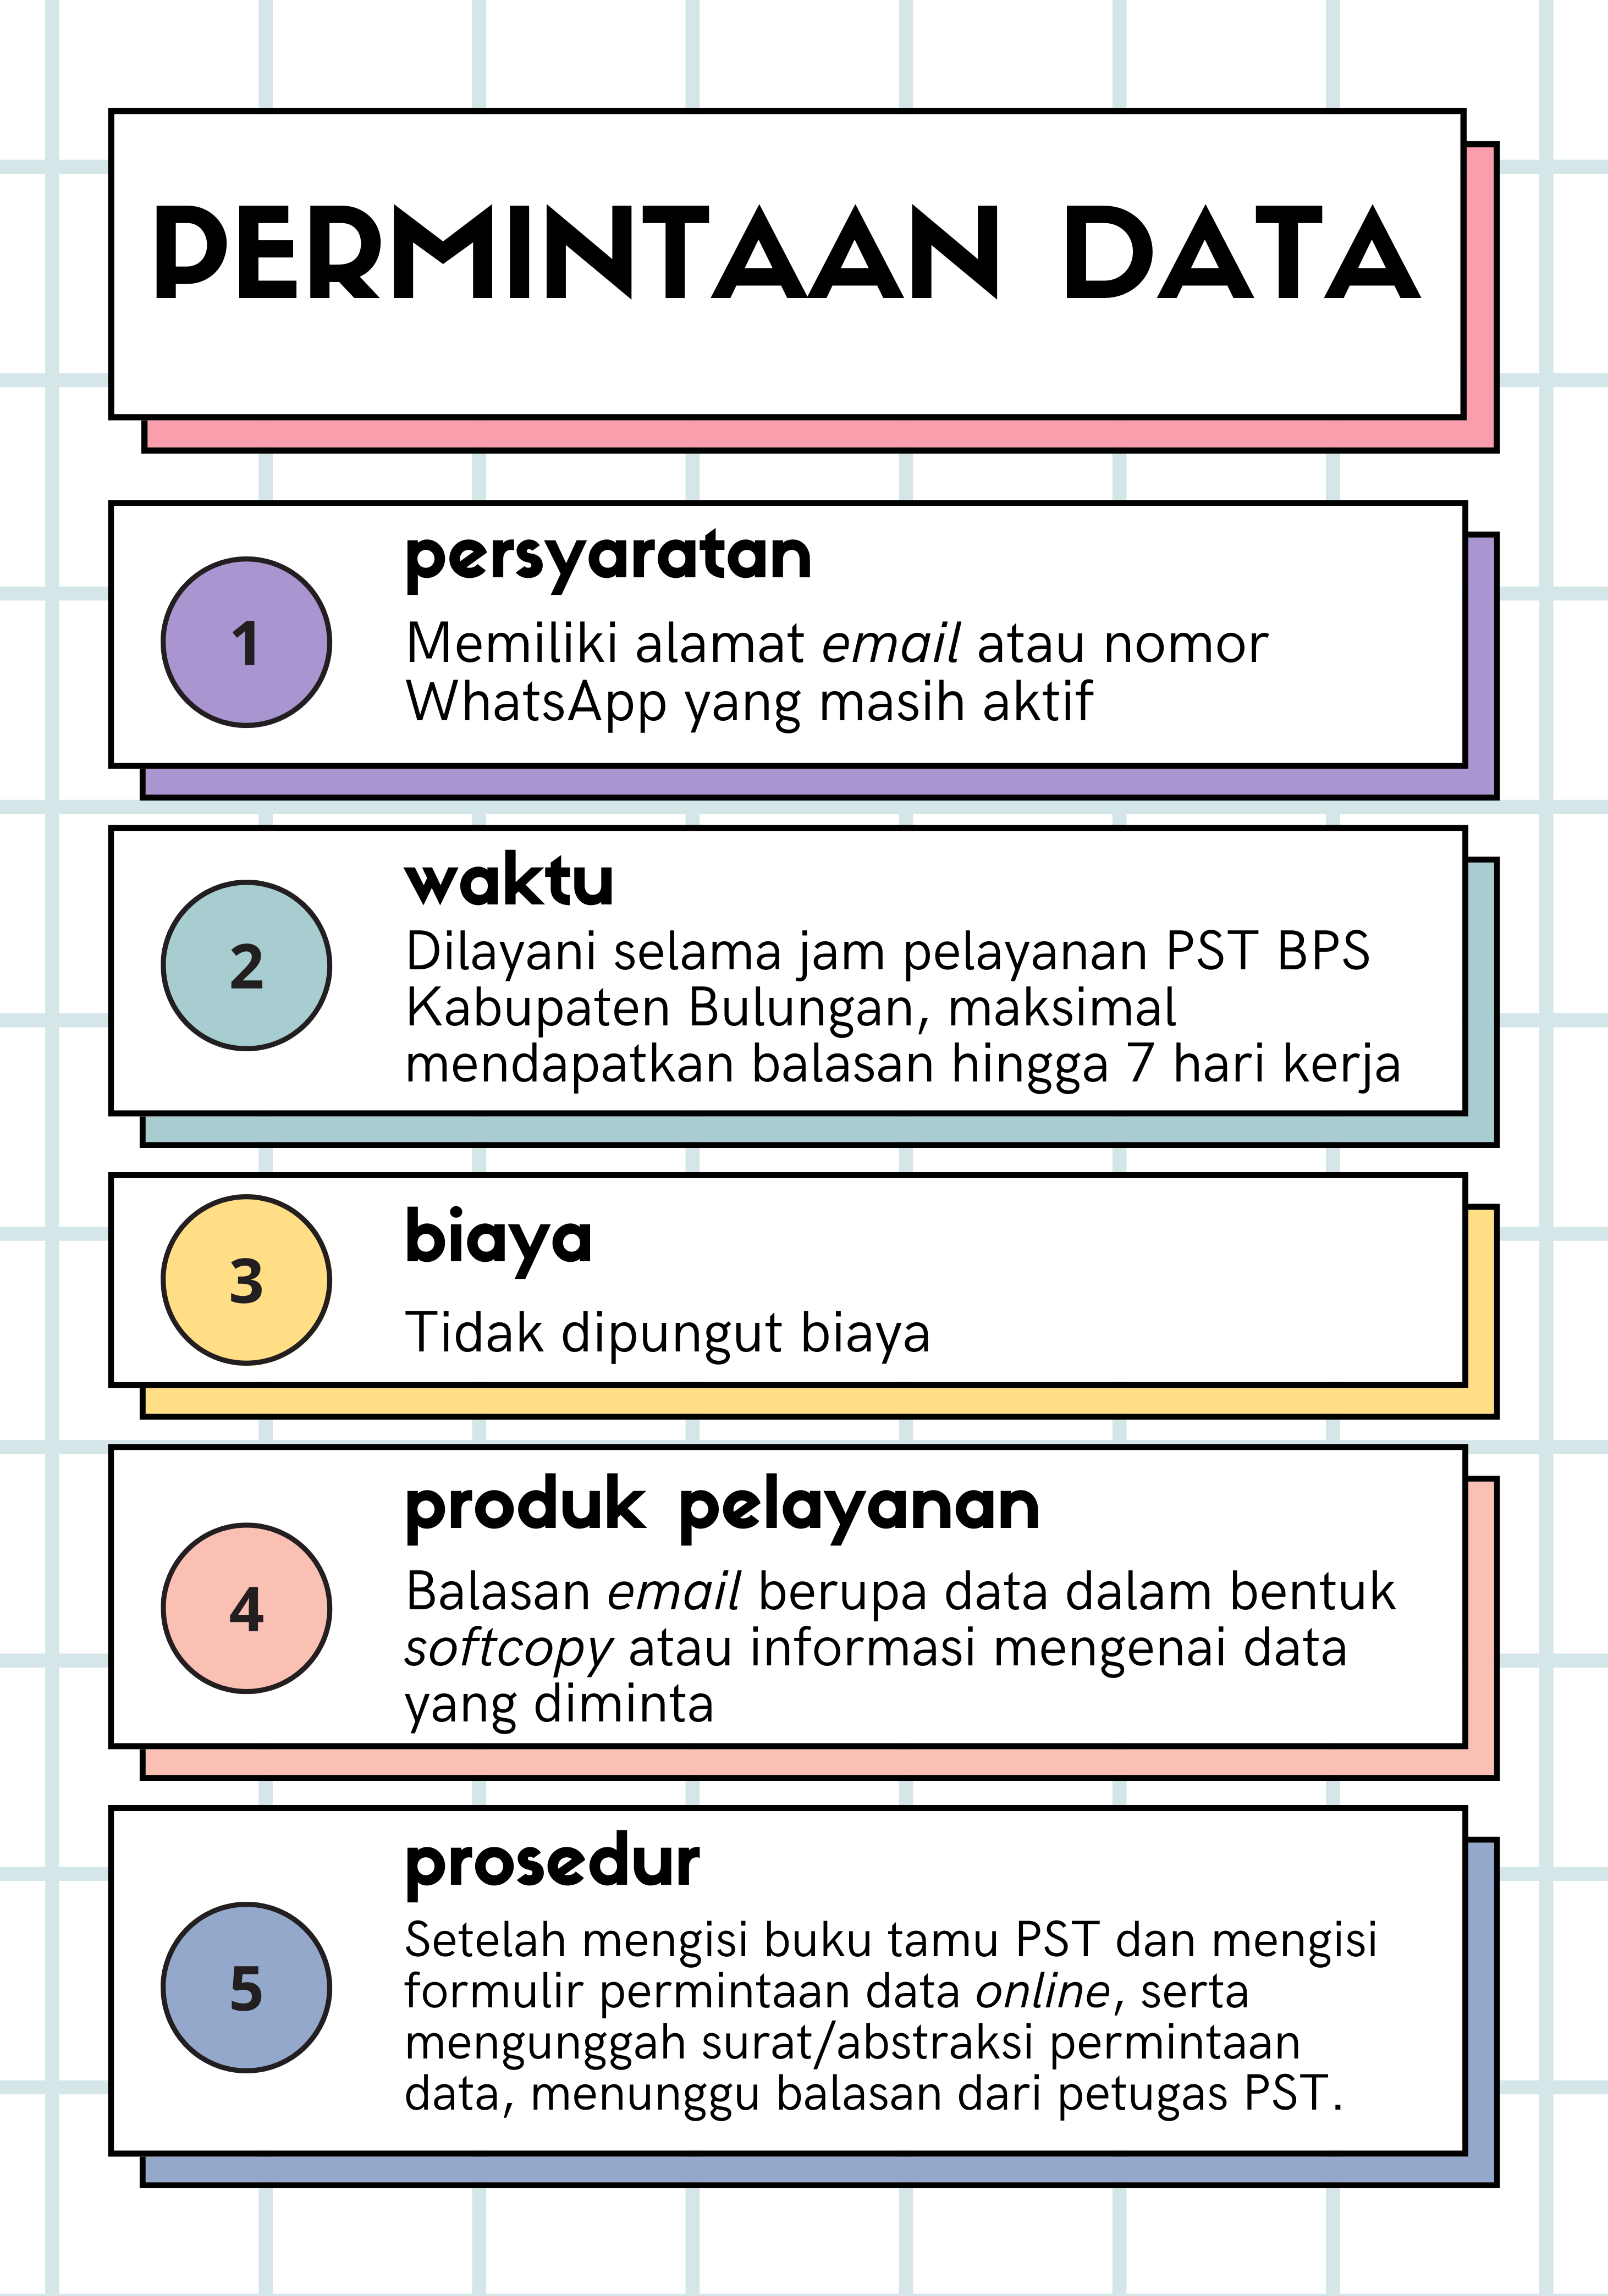 PERMINTAAN DATA
1
persyaratan
Memiliki alamat email atau nomor
WhatsApp yang masih aktif
2
waktu
Dilayani selama jam pelayanan PST BPS
Kabupaten Bulungan, maksimal
mendapatkan balasan hingga 7 hari kerja
3
biaya
Tidak dipungut biaya
4
produk pelayanan
Balasan email berupa data dalam bentuk
softcopy atau informasi mengenai data
yang diminta
5
prosedur
Setelah mengisi buku tamu PST dan mengisi
formulir permintaan data online, serta
mengunggah surat/abstraksi permintaan
data, menunggu balasan dari petugas PST.